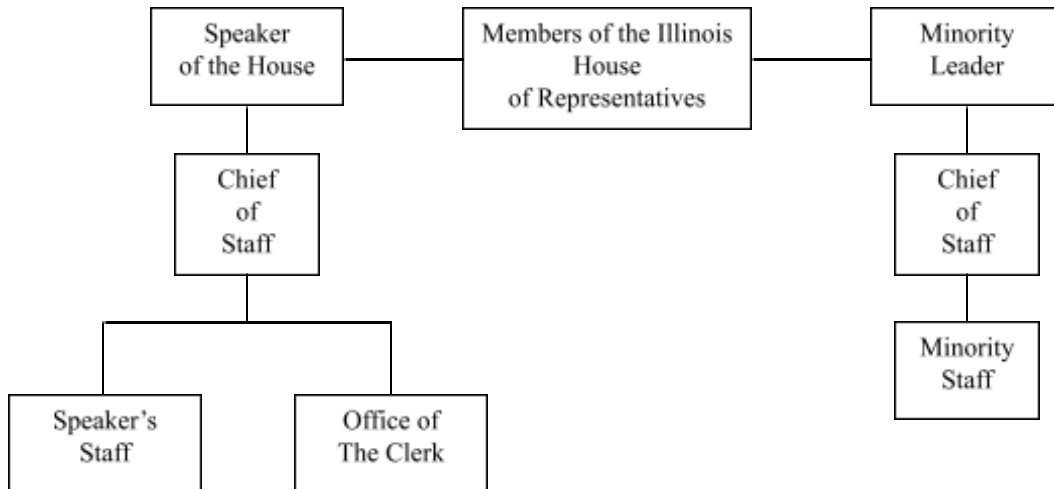 Speaker
of the House
Members of the Illinois
House
of Representatives
Minority
Leader
Chief
of
Staff
Chief
of
Staff
Speaker’s
Staff
Office of
The Clerk
Minority
Staff